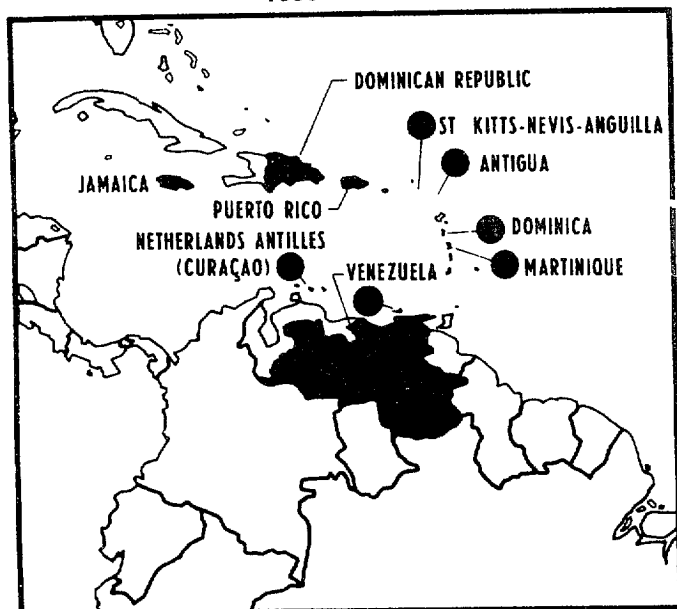 DOMINICAN REPUBLIC
ST KITTS-NEVIS-ANGUILLA
ANTIGUA
JAMAICA
PUERTO RICO
DOMINICA
NETHERLANDS ANTILLES
(CURAÇAO)
VENEZUELA
MARTINIQUE